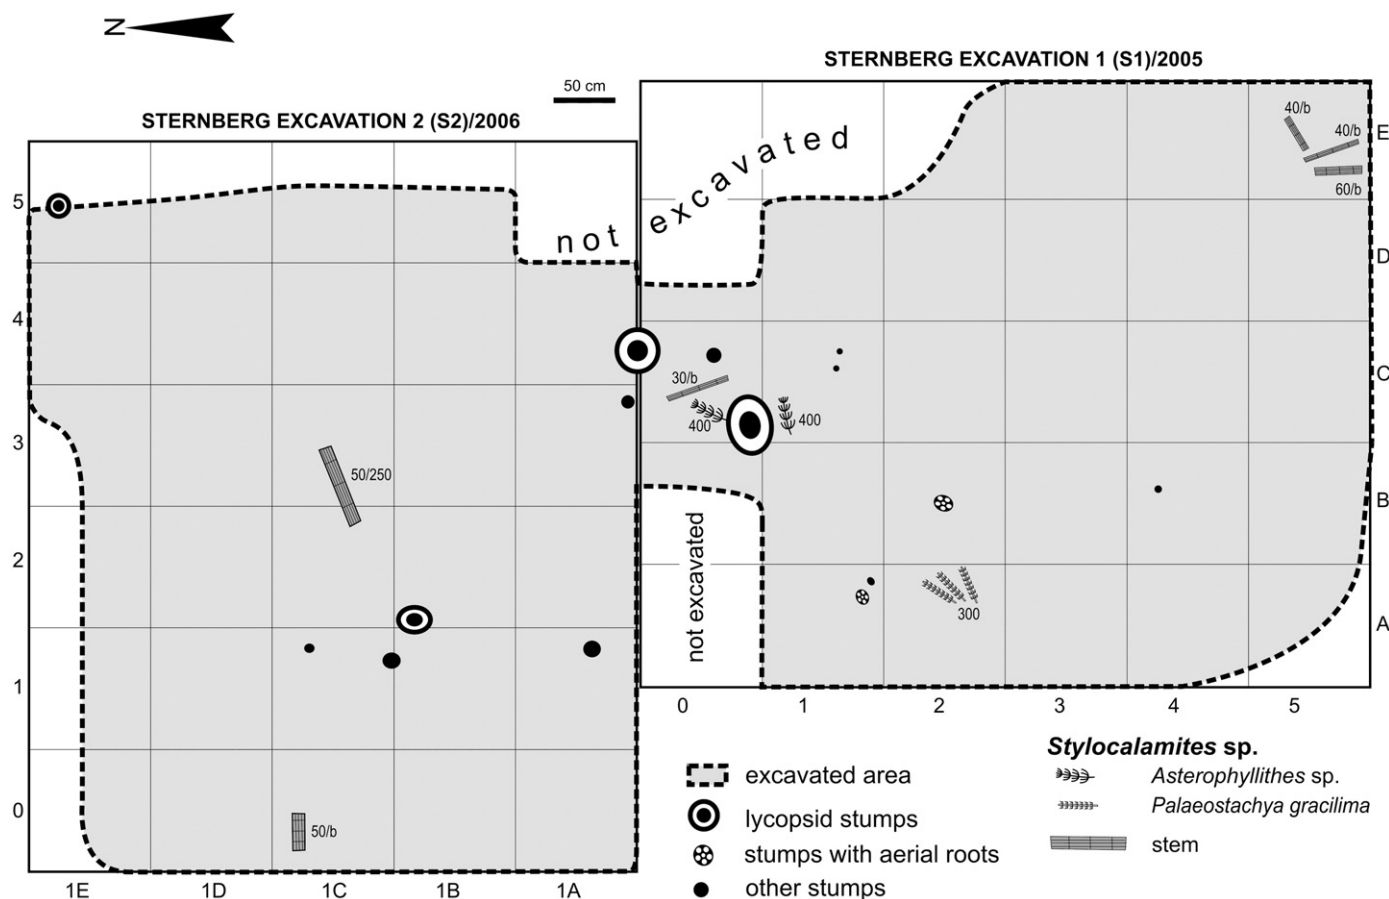 N
STERNBERG EXCAVATION 1 (S1)/2005
50 cm
STERNBERG EXCAVATION 2 (S2)/2006
not excavated
40/b
40/b
60/b
E
D
C
B
A
5
4
3
2
1
0
30/b
400
400
50/250
300
not excavated
50/b
0 1 2 3 4 5
1E 1D 1C 1B 1A
excavated area
lycopsid stumps
stumps with aerial roots
other stumps
Stylocalamites sp.
Asterophyllithes sp.
Palaeostachya gracilima
stem